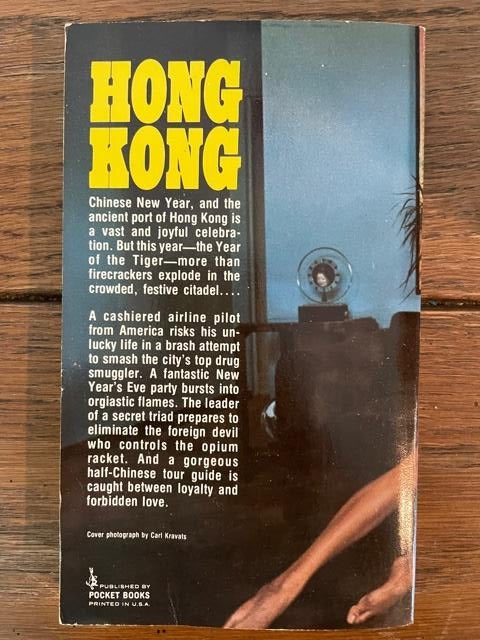 HONG
KONG
Chinese New Year, and the
ancient port of Hong Kong is
a vast and joyful celebra-
tion. But this year—the Year
of the Tiger—more than
firecrackers explode in the
crowded, festive citadel....
A cashiered airline pilot
from America risks his un-
lucky life in a brash attempt
to smash the city's top drug
smuggler. A fantastic New
Year's Eve party bursts into
orgiastic flames. The leader
of a secret triad prepares to
eliminate the foreign devil
who controls the opium
racket. And a gorgeous
half-Chinese tour guide is
caught between loyalty and
forbidden love.
Cover photograph by Carl Kravats
PUBLISHED BY
POCKET BOOKS
PRINTED IN U.S.A.